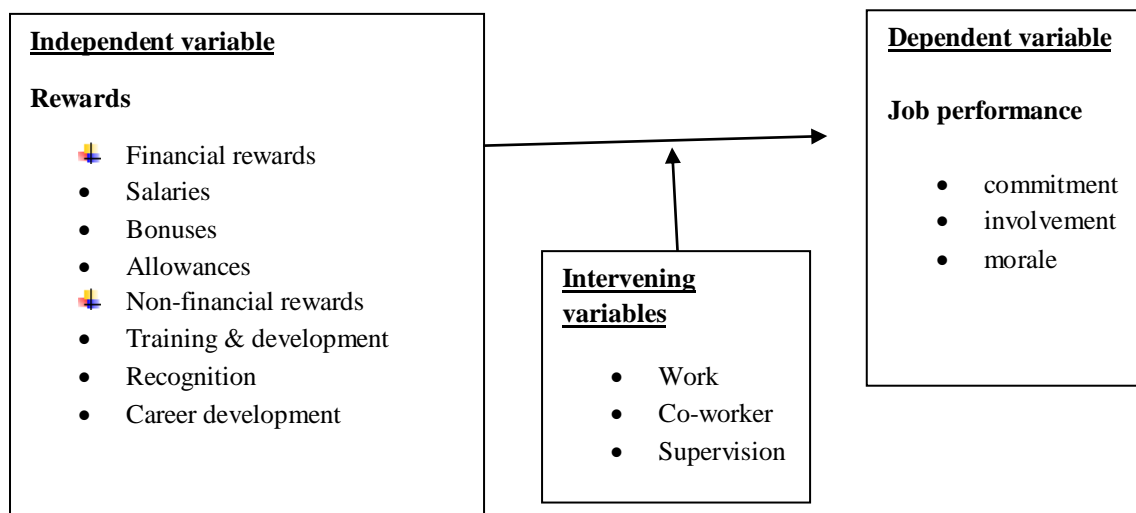 Independent variable
Rewards
Financial rewards
• Salaries
• Bonuses
• Allowances
Non-financial rewards
• Training & development
• Recognition
• Career development
Intervening
variables
• Work
• Co-worker
• Supervision
Dependent variable
Job performance
• commitment
• involvement
• morale